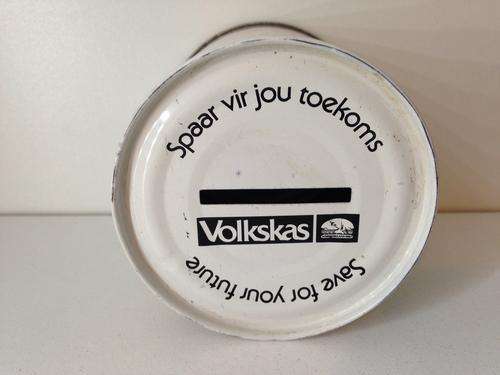 Spaar vir jou toekoms
Volkskas
Save for your future